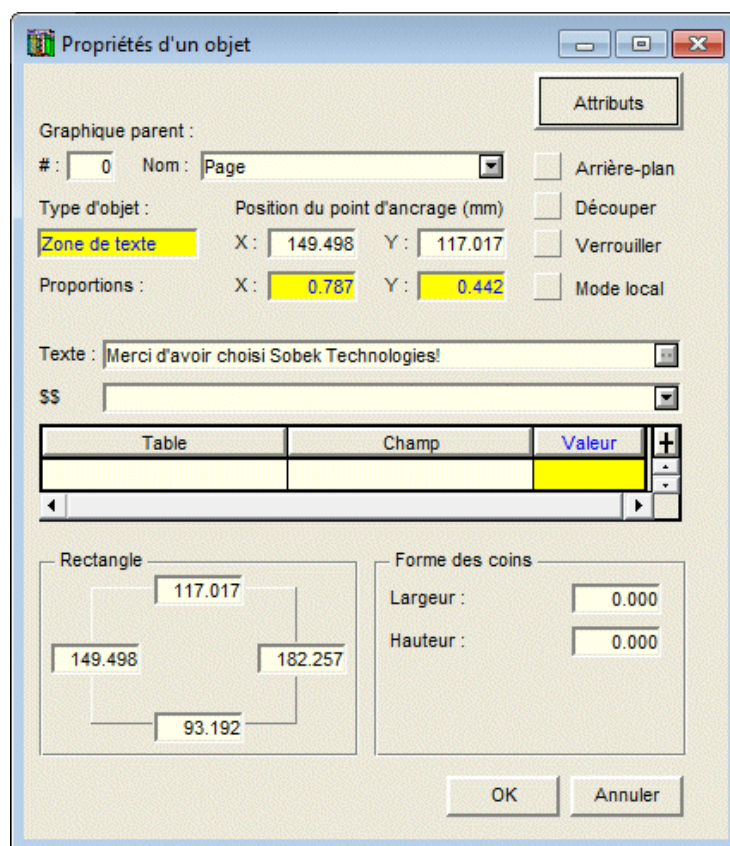 Propriétés d'un objet
Attributs
Graphique parent :
# : 0 Nom : Page
Arrière-plan
Type d'objet : Position du point d'ancrage (mm)
Découper
Zone de texte X : 149.498 Y : 117.017
Verrouiller
Proportions : X : 0.787 Y : 0.442
Mode local
Texte : Merci d'avoir choisi Sobek Technologies!
$$
Table Champ Valeur +
Rectangle
117.017
149.498 182.257
93.192
Forme des coins
Largeur : 0.000
Hauteur : 0.000
OK Annuler